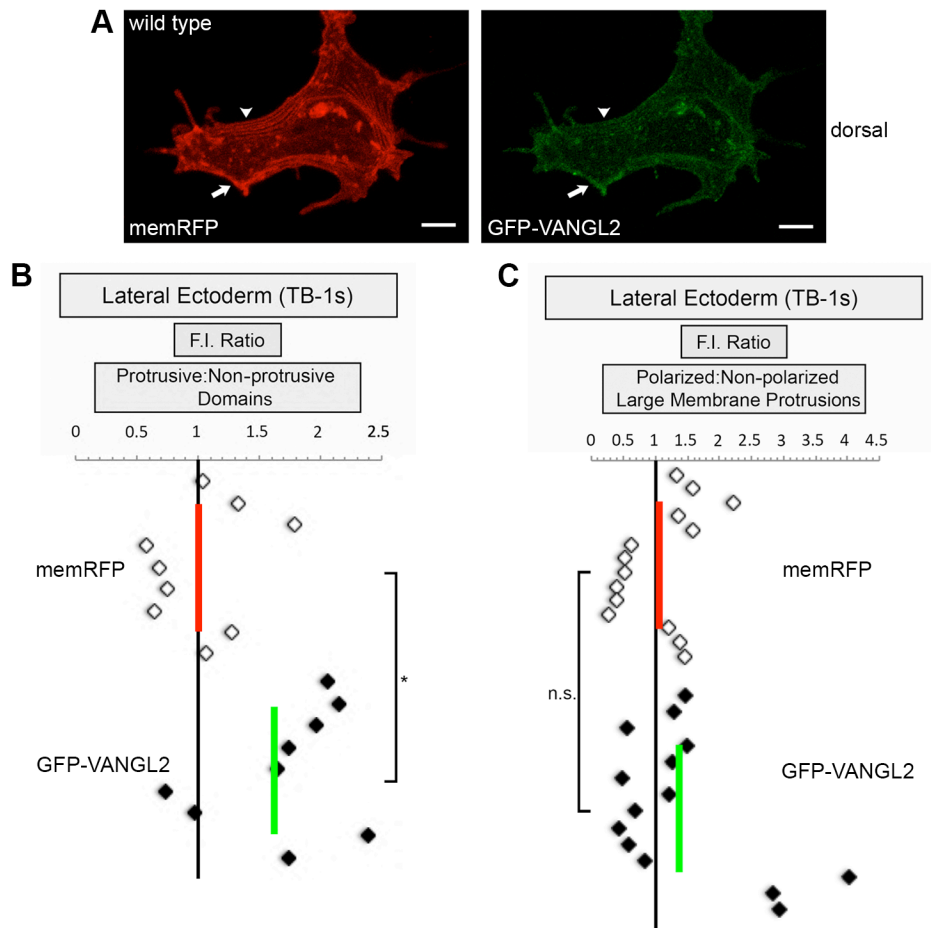 A
wild type
memRFP
GFP-VANGL2
dorsal
B
Lateral Ectoderm (TB-1s)
F.I. Ratio
Protrusive:Non-protrusive
Domains
0 0.5 1 1.5 2 2.5
memRFP
*
GFP-VANGL2
C
Lateral Ectoderm (TB-1s)
F.I. Ratio
Polarized:Non-polarized
Large Membrane Protrusions
0 0.5 1 1.5 2 2.5 3 3.5 4 4.5
memRFP
n.s.
GFP-VANGL2